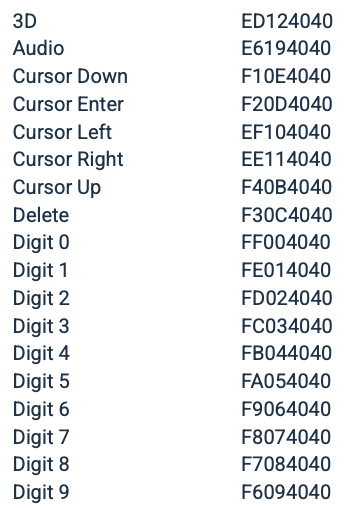 3D ED124040
Audio E6194040
Cursor Down F10E4040
Cursor Enter F20D4040
Cursor Left EF104040
Cursor Right EE114040
Cursor Up F40B4040
Delete F30C4040
Digit 0 FF004040
Digit 1 FE014040
Digit 2 FD024040
Digit 3 FC034040
Digit 4 FB044040
Digit 5 FA054040
Digit 6 F9064040
Digit 7 F8074040
Digit 8 F7084040
Digit 9 F6094040